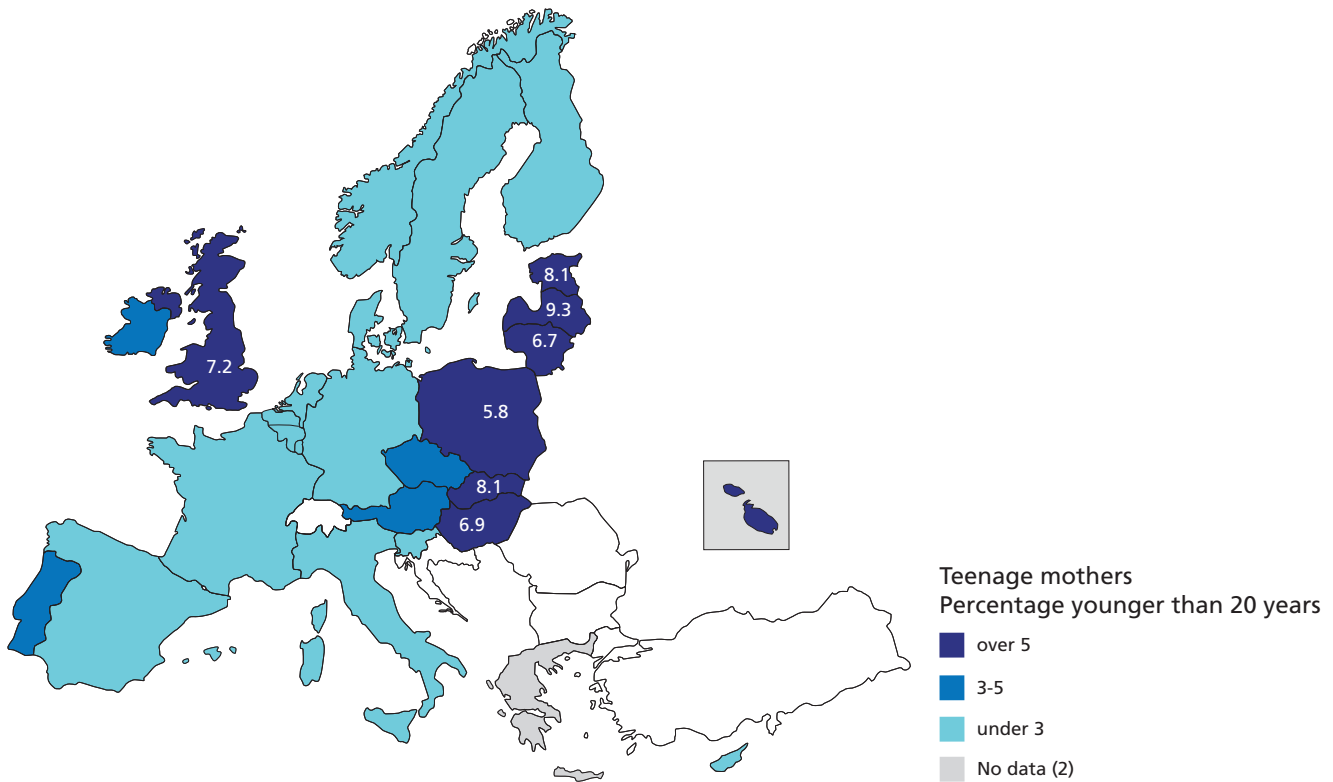 8.1
9.3
6.7
7.2
5.8
8.1
6.9
Teenage mothers
Percentage younger than 20 years
over 5
3-5
under 3
No data (2)